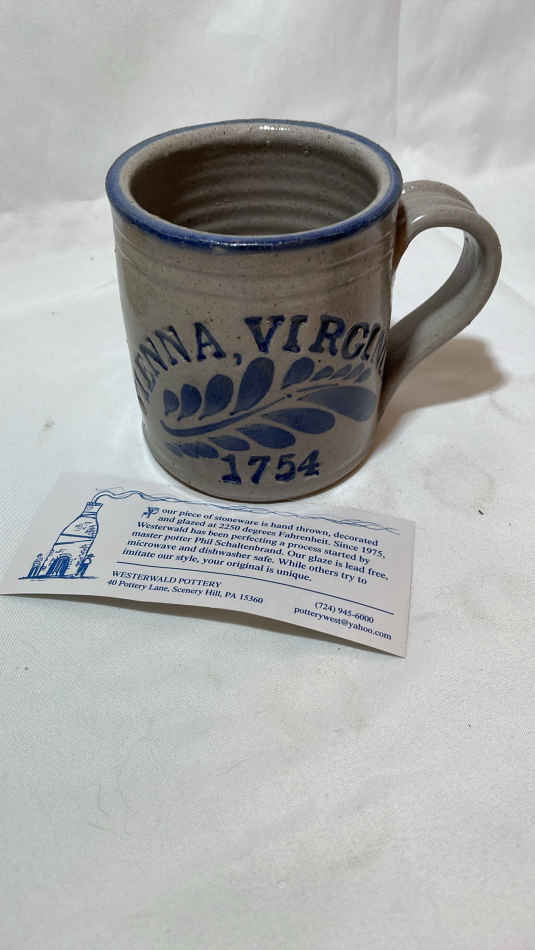 IENNA, VIRGIN
1754
Your piece of stoneware is hand thrown, decorated
and glazed at 2250 degrees Fahrenheit. Since 1975,
Westerwald has been perfecting a process started by
master potter Phil Schaltenbrand. Our glaze is lead free,
microwave and dishwasher safe. While others try to
imitate our style, your original is unique.
WESTERWALD POTTERY
40 Pottery Lane, Scenery Hill, PA 15360
(724) 945-6000
potterywest@yahoo.com